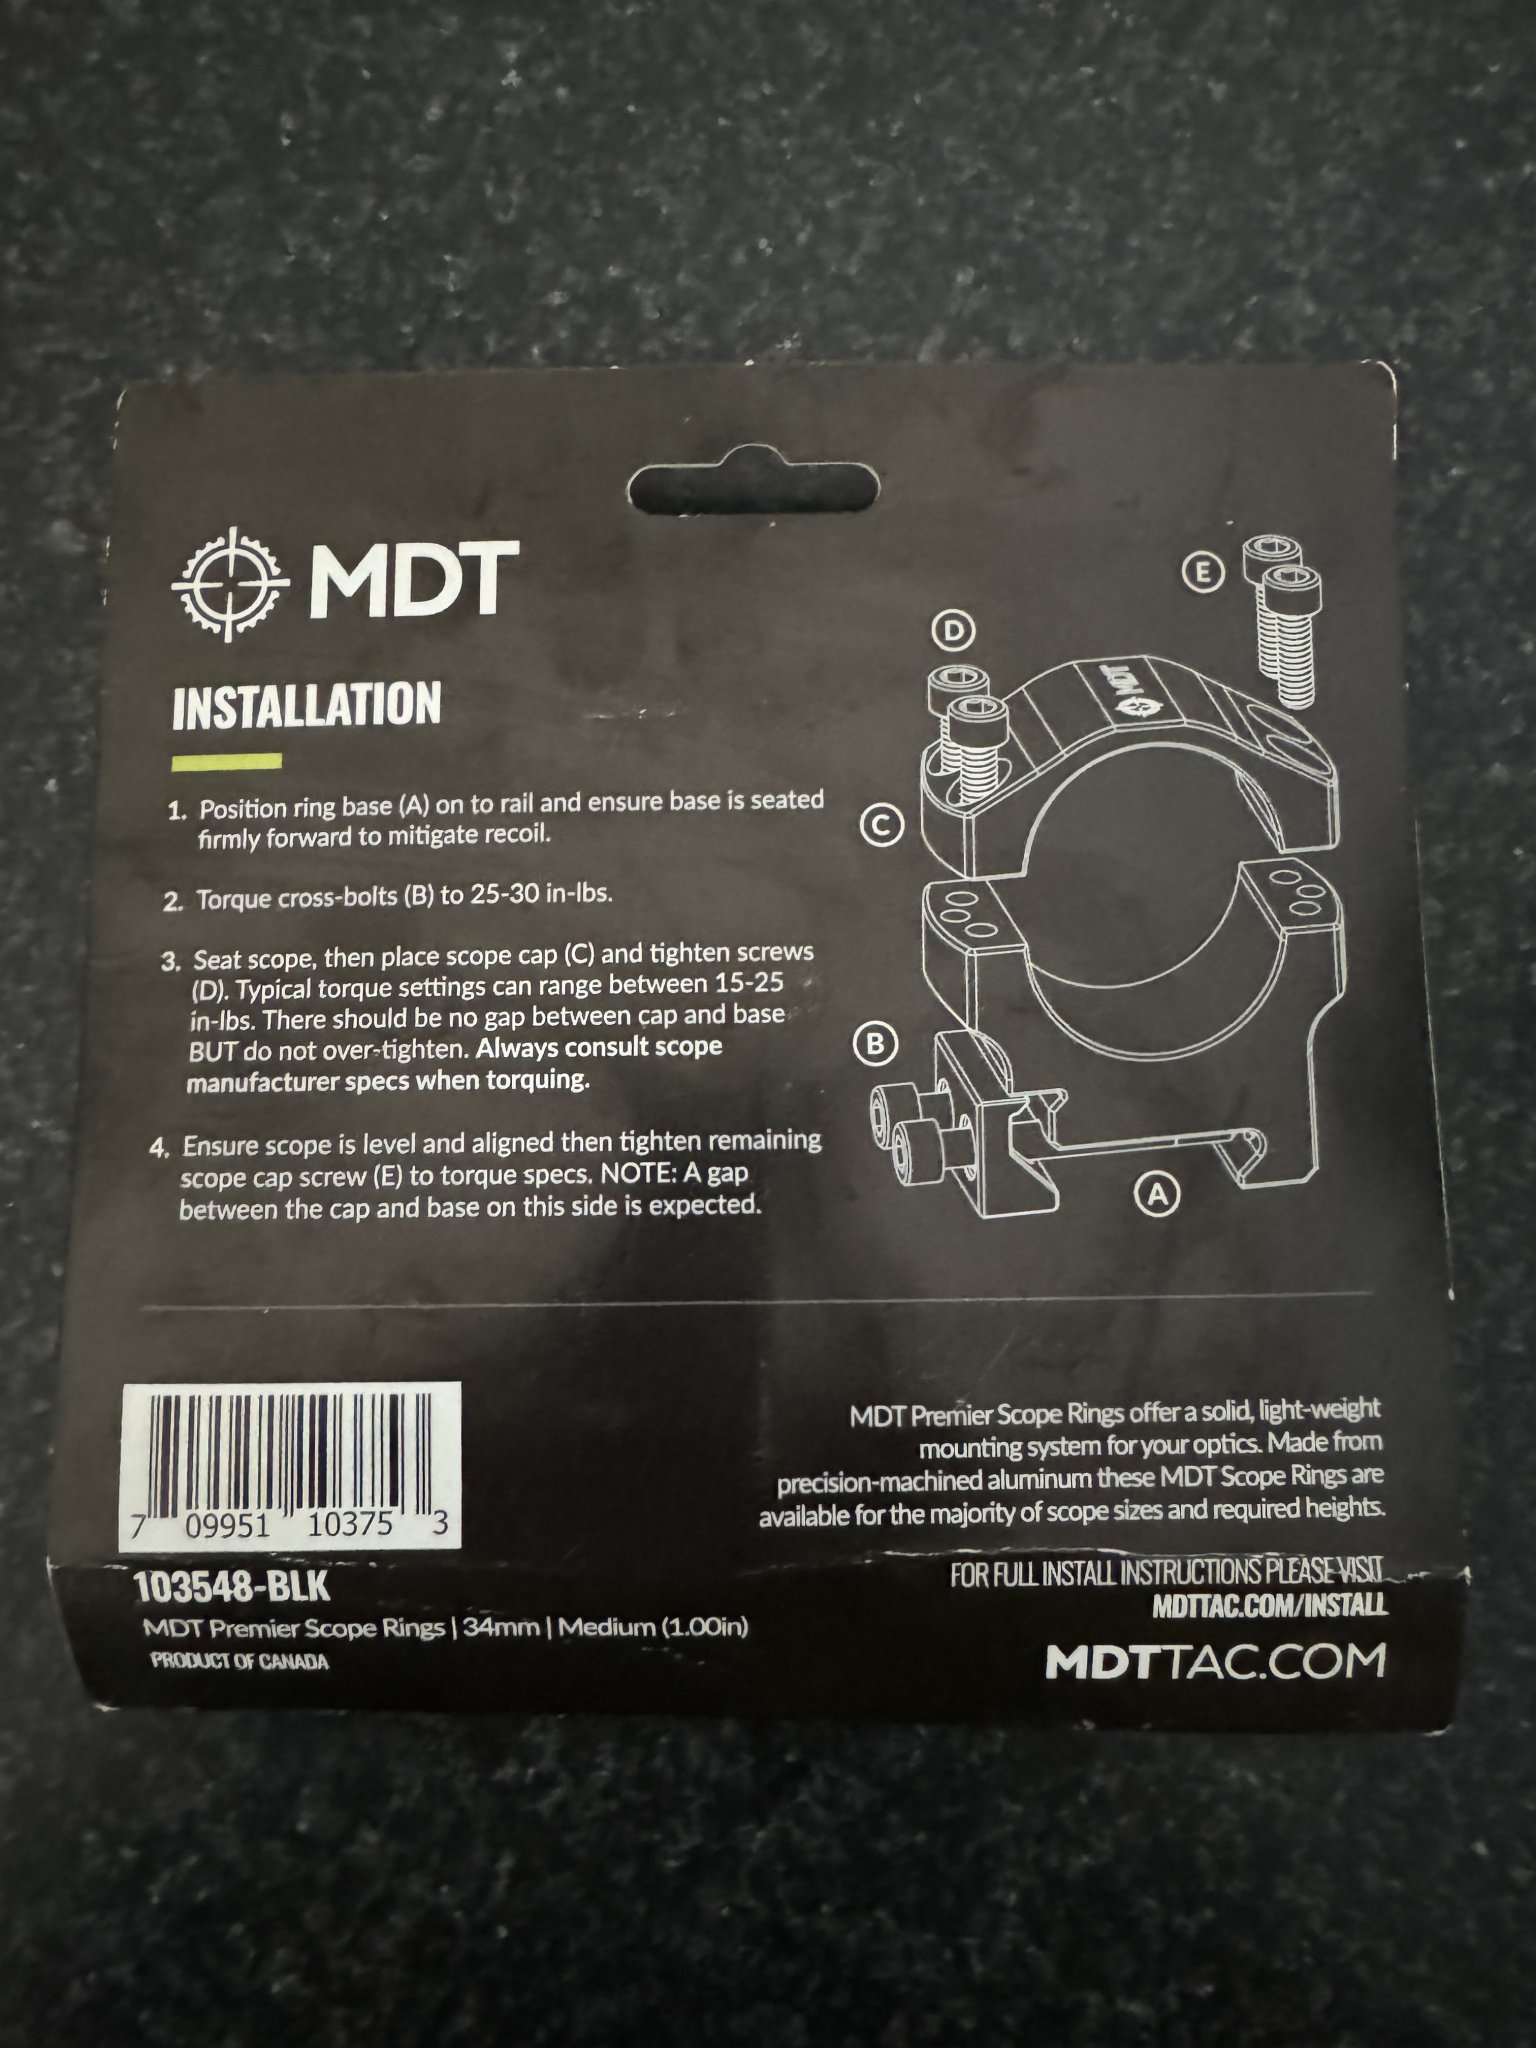 MDT
INSTALLATION
1. Position ring base (A) on to rail and ensure base is seated
firmly forward to mitigate recoil.
2. Torque cross-bolts (B) to 25-30 in-lbs.
3. Seat scope, then place scope cap (C) and tighten screws
(D). Typical torque settings can range between 15-25
in-lbs. There should be no gap between cap and base
BUT do not over-tighten. Always consult scope
manufacturer specs when torquing.
4. Ensure scope is level and aligned then tighten remaining
scope cap screw (E) to torque specs. NOTE: A gap
between the cap and base on this side is expected.
E
D
MDT
C
B
A
7 09951 10375 3
103548-BLK
MDT Premier Scope Rings | 34mm | Medium (1.00in)
PRODUCT OF CANADA
MDT Premier Scope Rings offer a solid, light-weight
mounting system for your optics. Made from
precision-machined aluminum these MDT Scope Rings are
available for the majority of scope sizes and required heights.
FOR FULL INSTALL INSTRUCTIONS PLEASE VISIT
MDTTAC.COM/INSTALL
MDTTAC.COM